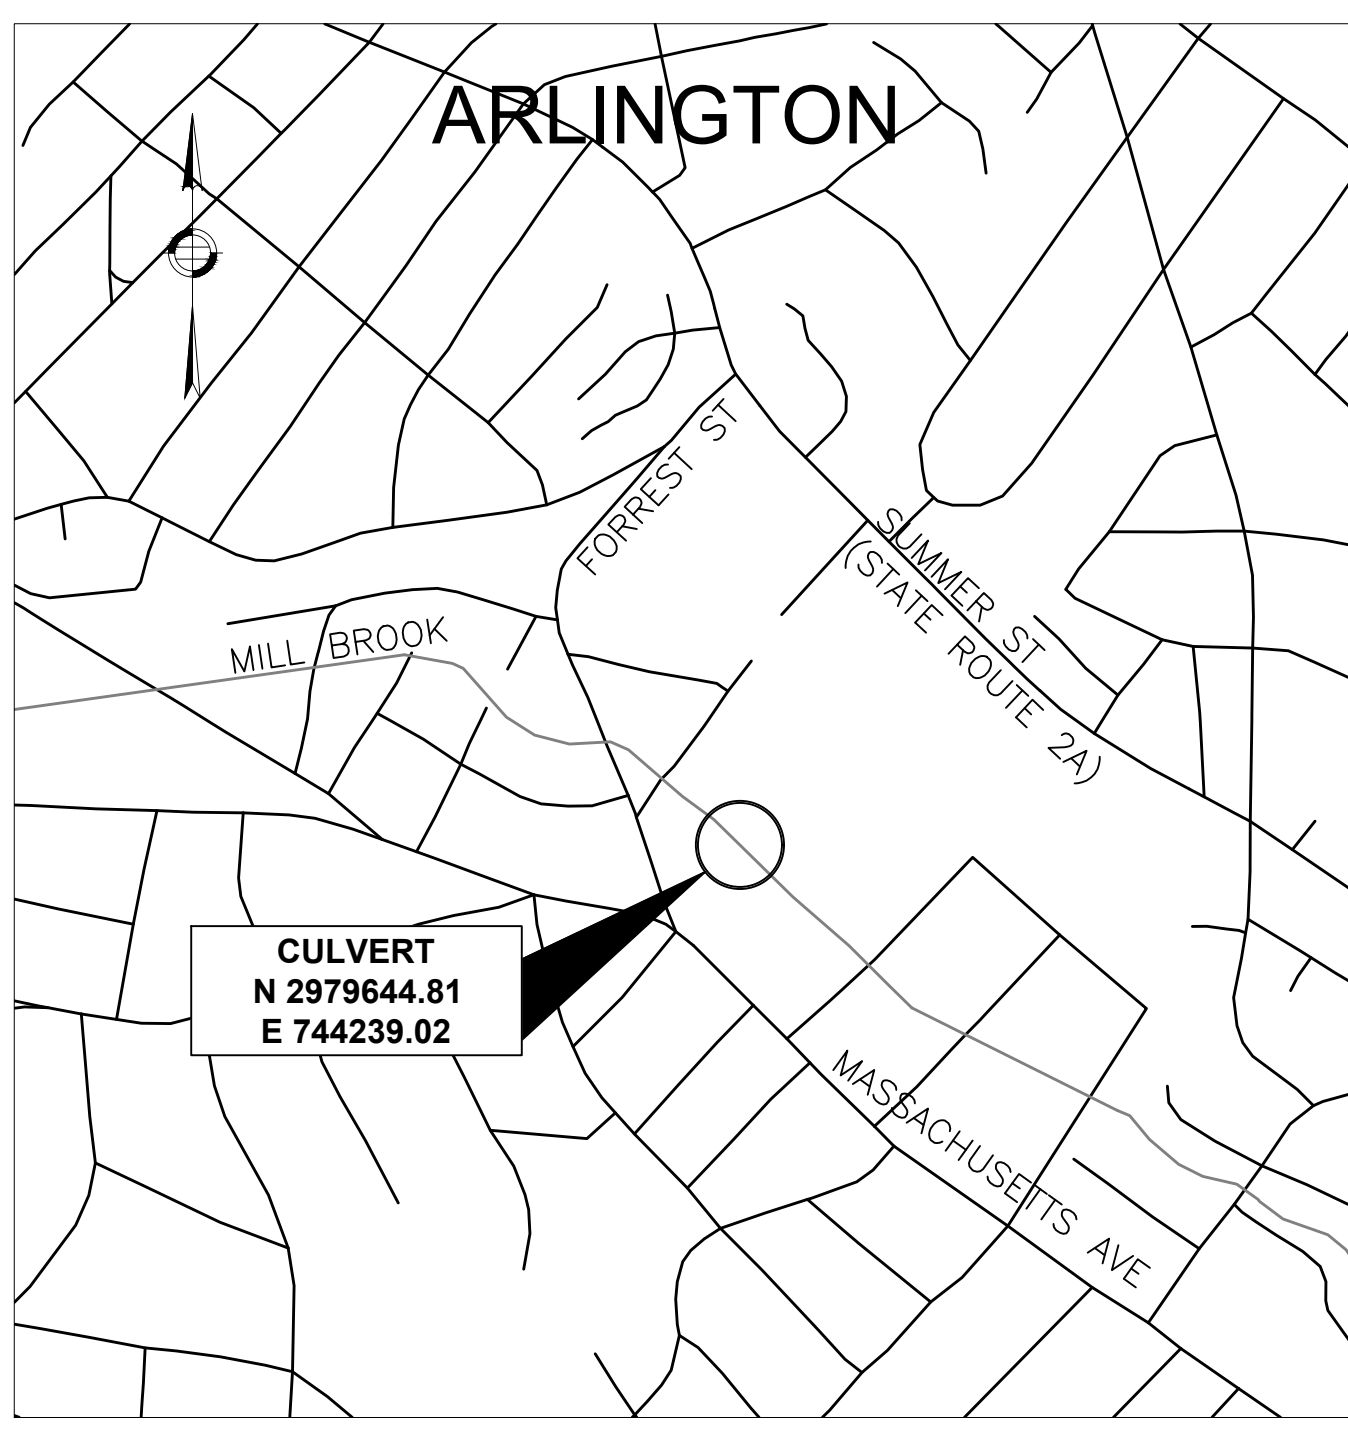 ARLINGTON
FORREST ST
SUMMER ST
(STATE ROUTE 2A)
MILL BROOK
CULVERT
N 2979644.81
E 744239.02
MASSACHUSETTS AVE